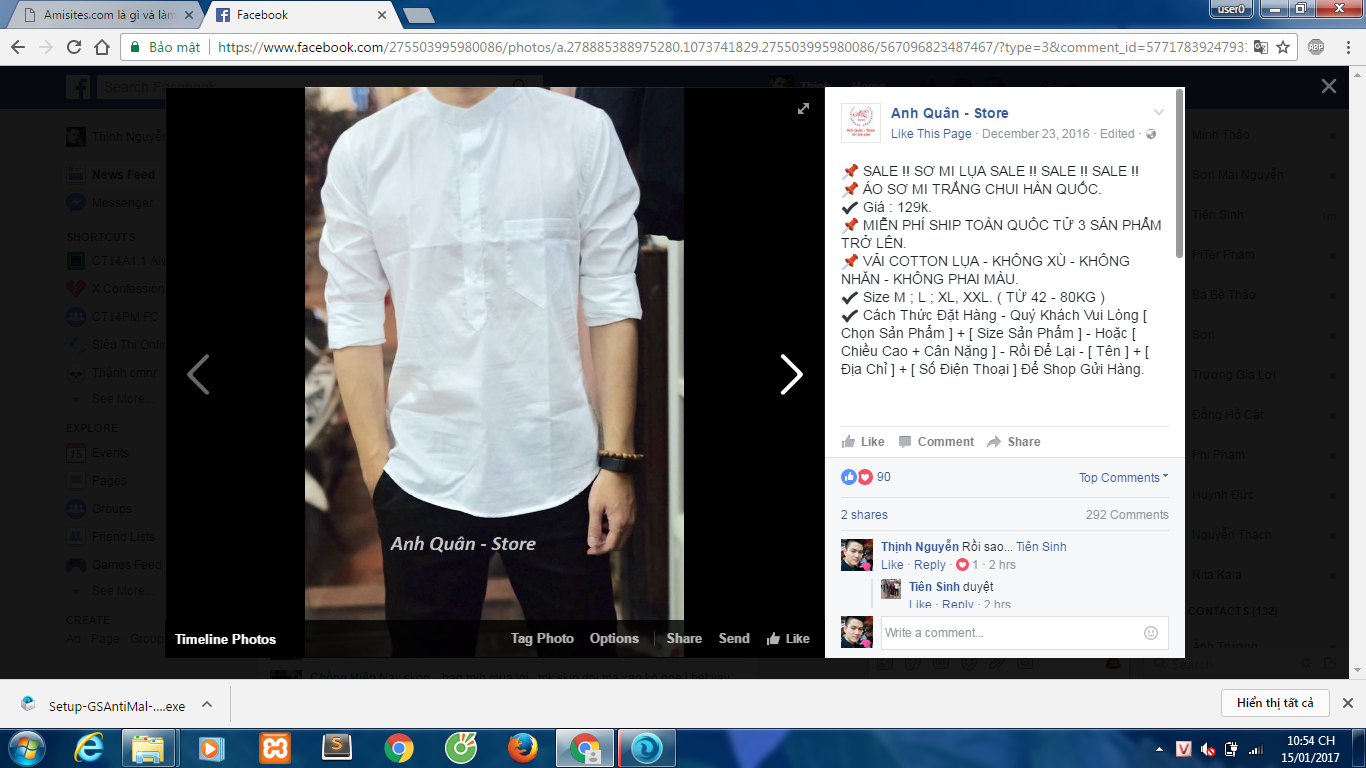 Amisites.com là gì và làm
Facebook
user0
Bảo mật
https://www.facebook.com/275503995980086/photos/a.278885388975280.1073741829.275503995980086/567096823487467/?type=3&comment_id=577178392479
ABP
Search Facebook
Thịnh Nguyễn
News Feed
Messenger
SHORTCUTS
CT14A1.1
X Confession
CT14PM FC
Siêu Thị
Thánh cmnr
See More...
EXPLORE
Events
Pages
Groups
Friend Lists
Games Feed
See More...
CREATE
Ad Page
Anh Quân - Store
Timeline Photos
Tag Photo Options Share Send Like
Anh Quân - Store
Like This Page · December 23, 2016 · Edited ·
📌 SALE !! SƠ MI LỤA SALE !! SALE !! SALE !!
📌 ÁO SƠ MI TRẮNG CHUI HÀN QUỐC.
✔ Giá : 129k.
📌 MIỄN PHÍ SHIP TOÀN QUỐC TỪ 3 SẢN PHẨM
TRỞ LÊN.
📌 VẢI COTTON LỤA - KHÔNG XÙ - KHÔNG
NHĂN - KHÔNG PHAI MÀU.
✔ Size M ; L ; XL, XXL. ( TỪ 42 - 80KG )
✔ Cách Thức Đặt Hàng - Quý Khách Vui Lòng [
Chọn Sản Phẩm ] + [ Size Sản Phẩm ] - Hoặc [
Chiều Cao + Cân Nặng ] - Rồi Để Lại - [ Tên ] + [
Địa Chỉ ] + [ Số Điện Thoại ] Để Shop Gửi Hàng.
Like Comment Share
90
Top Comments
2 shares
292 Comments
Thịnh Nguyễn Rồi sao... Tiên Sinh
Like · Reply · 1 · 2 hrs
Tiên Sinh duyệt
Like · Reply · 2 hrs
Write a comment...
Minh Thảo
Sơn Mài Nguyễn
Tiên Sinh
PiTer Phạm
Bà Bé Thảo
Sơn
Trương Gia Lợi
Đồng Hồ Cát
Phi Phạm
Huỳnh Đức
Nguyễn Thạch
Rita Kaia
CONTACTS (132)
Search
Setup-GSAntiMal-....exe
Hiển thị tất cả
10:54 CH
15/01/2017